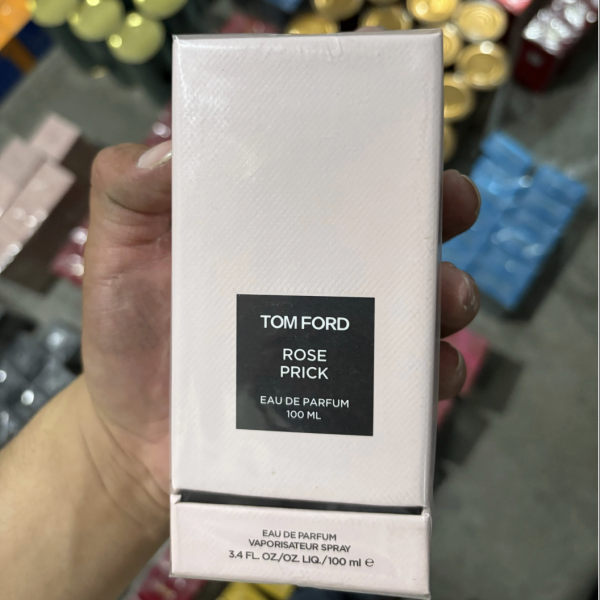 TOM FORD
ROSE
PRICK
EAU DE PARFUM
100 ML
EAU DE PARFUM
VAPORISATEUR SPRAY
3.4 FL. OZ./OZ. LIQ./100 ml ℮